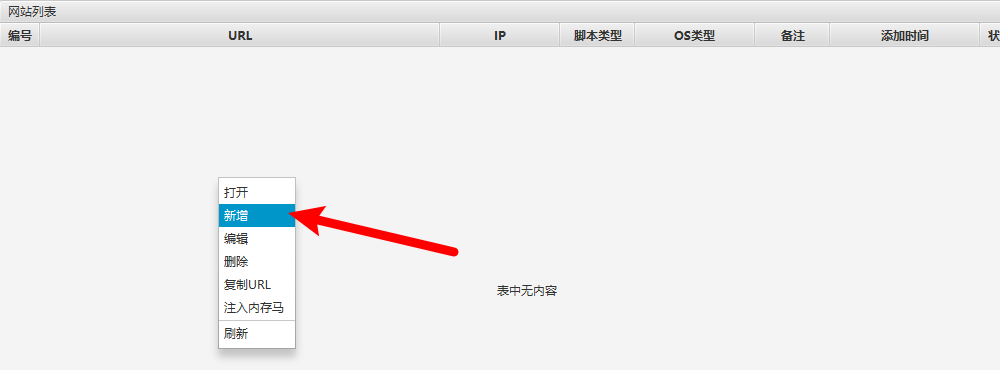 网站列表
编号 URL IP 脚本类型 OS类型 备注 添加时间 状
打开
新增
编辑
删除
复制URL
表中无内容
注入内存马
刷新